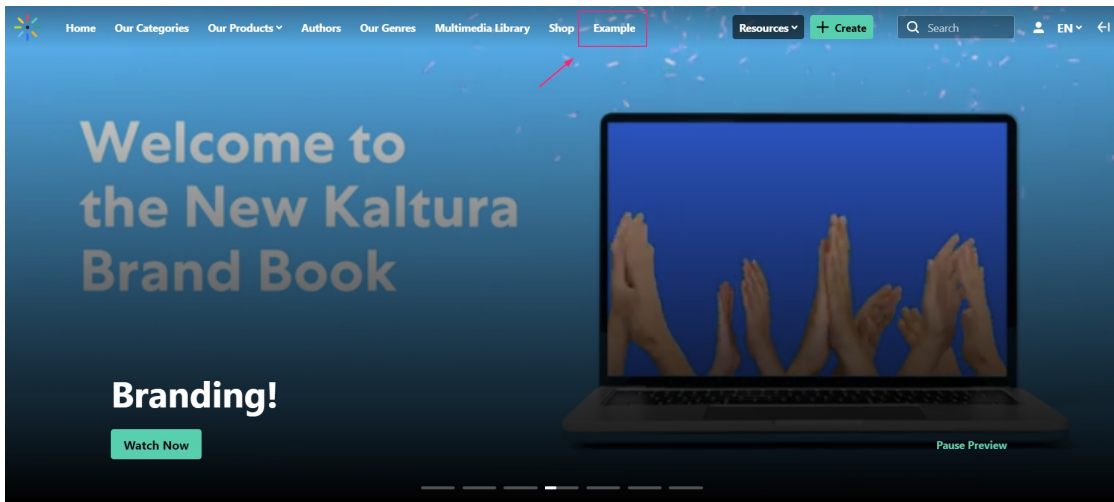 Home Our Categories Our Products Authors Our Genres Multimedia Library Shop Example Resources + Create Search EN
Welcome to
the New Kaltura
Brand Book
Branding!
Watch Now
Pause Preview